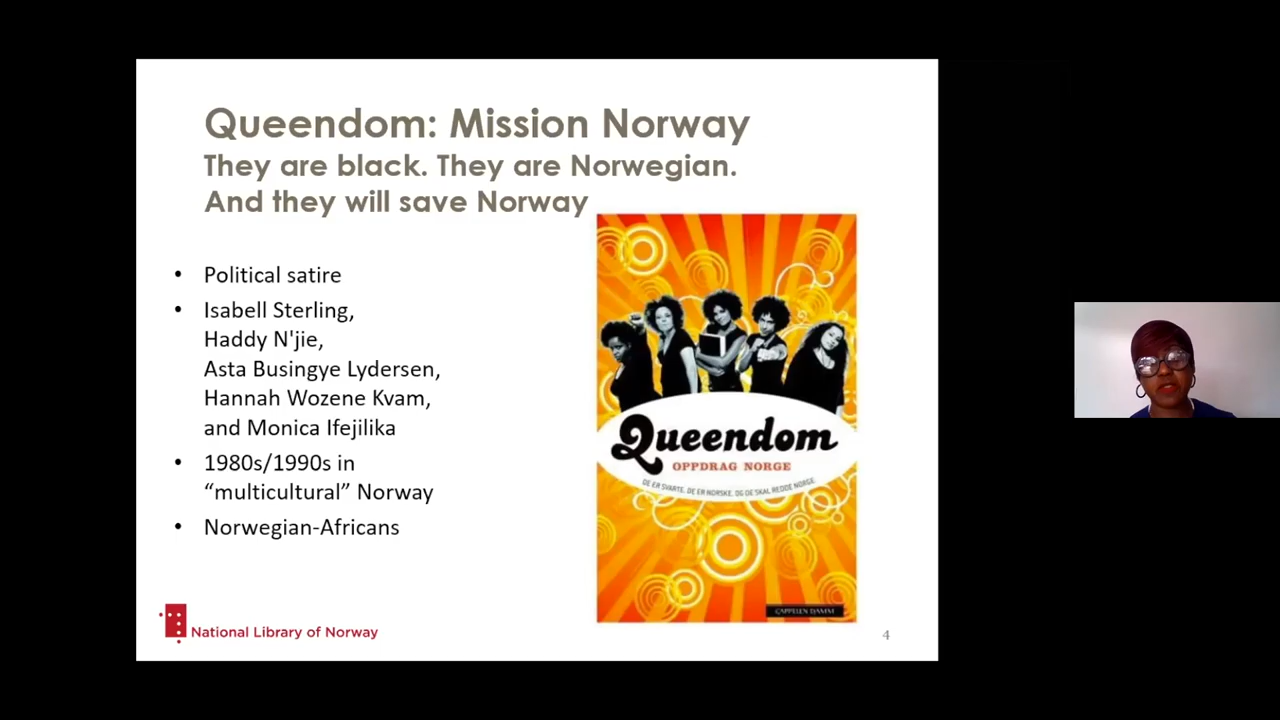 Queendom: Mission Norway
They are black. They are Norwegian.
And they will save Norway
• Political satire
• Isabell Sterling,
Haddy N'jie,
Asta Busingye Lydersen,
Hannah Wozene Kvam,
and Monica Ifejilika
• 1980s/1990s in
“multicultural” Norway
• Norwegian-Africans
Queendom
OPPDRAG NORGE
DE ER SVARTE. DE ER NORSKE. OG DE SKAL REDDE NORGE
CAPPELEN DAMM
National Library of Norway
4